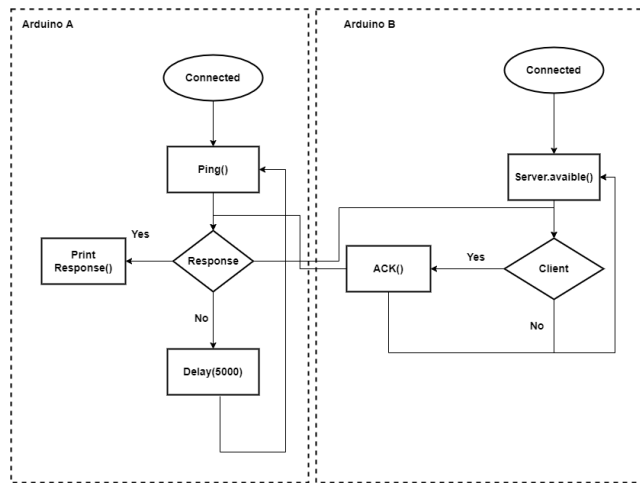 Arduino A
Connected
Ping()
Yes
Print
Response()
Response
No
Delay(5000)
Arduino B
Connected
Server.avaible()
ACK()
Yes
Client
No